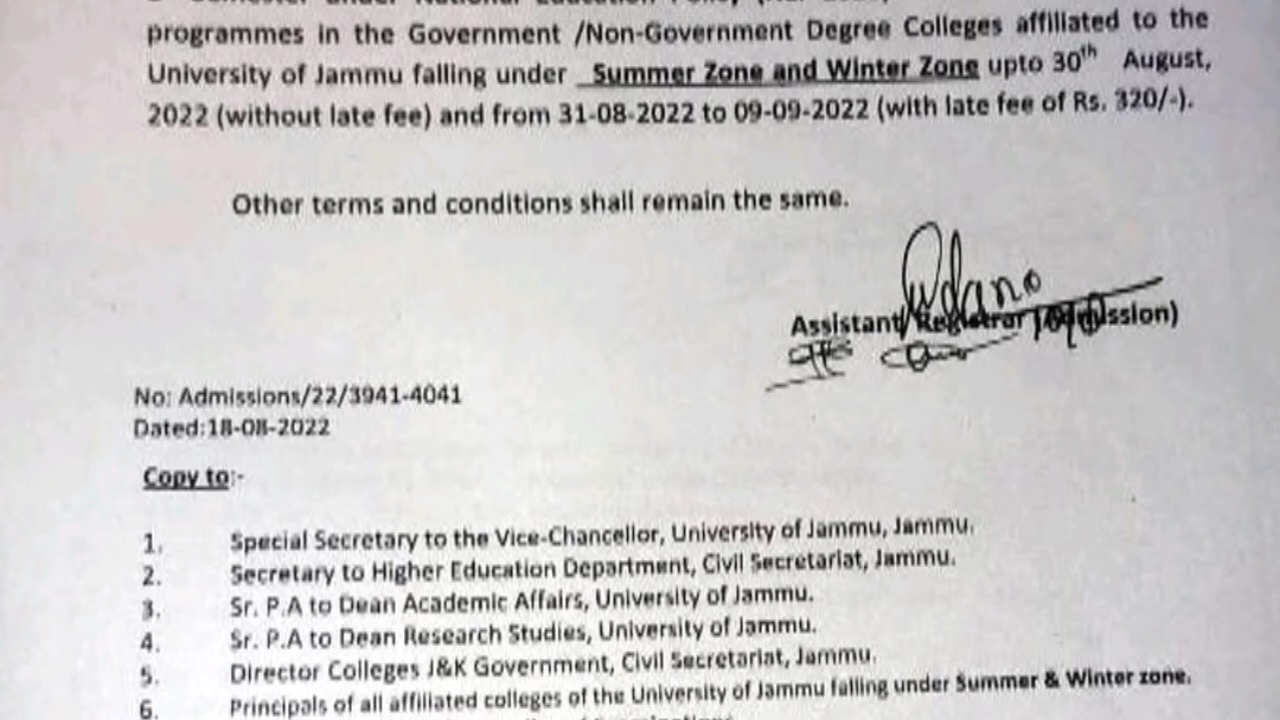 Semester under National Education Policy
programmes in the Government /Non-Government Degree Colleges affiliated to the
University of Jammu falling under Summer Zone and Winter Zone upto 30th August,
2022 (without late fee) and from 31-08-2022 to 09-09-2022 (with late fee of Rs. 320/-).
Other terms and conditions shall remain the same.
Assistant Registrar (Admission)
No: Admissions/22/3941-4041
Dated:18-08-2022
Copy to:-
1. Special Secretary to the Vice-Chancellor, University of Jammu, Jammu.
2. Secretary to Higher Education Department, Civil Secretariat, Jammu.
3. Sr. P.A to Dean Academic Affairs, University of Jammu.
4. Sr. P.A to Dean Research Studies, University of Jammu.
5. Director Colleges J&K Government, Civil Secretariat, Jammu.
6. Principals of all affiliated colleges of the University of Jammu falling under Summer & Winter zone.